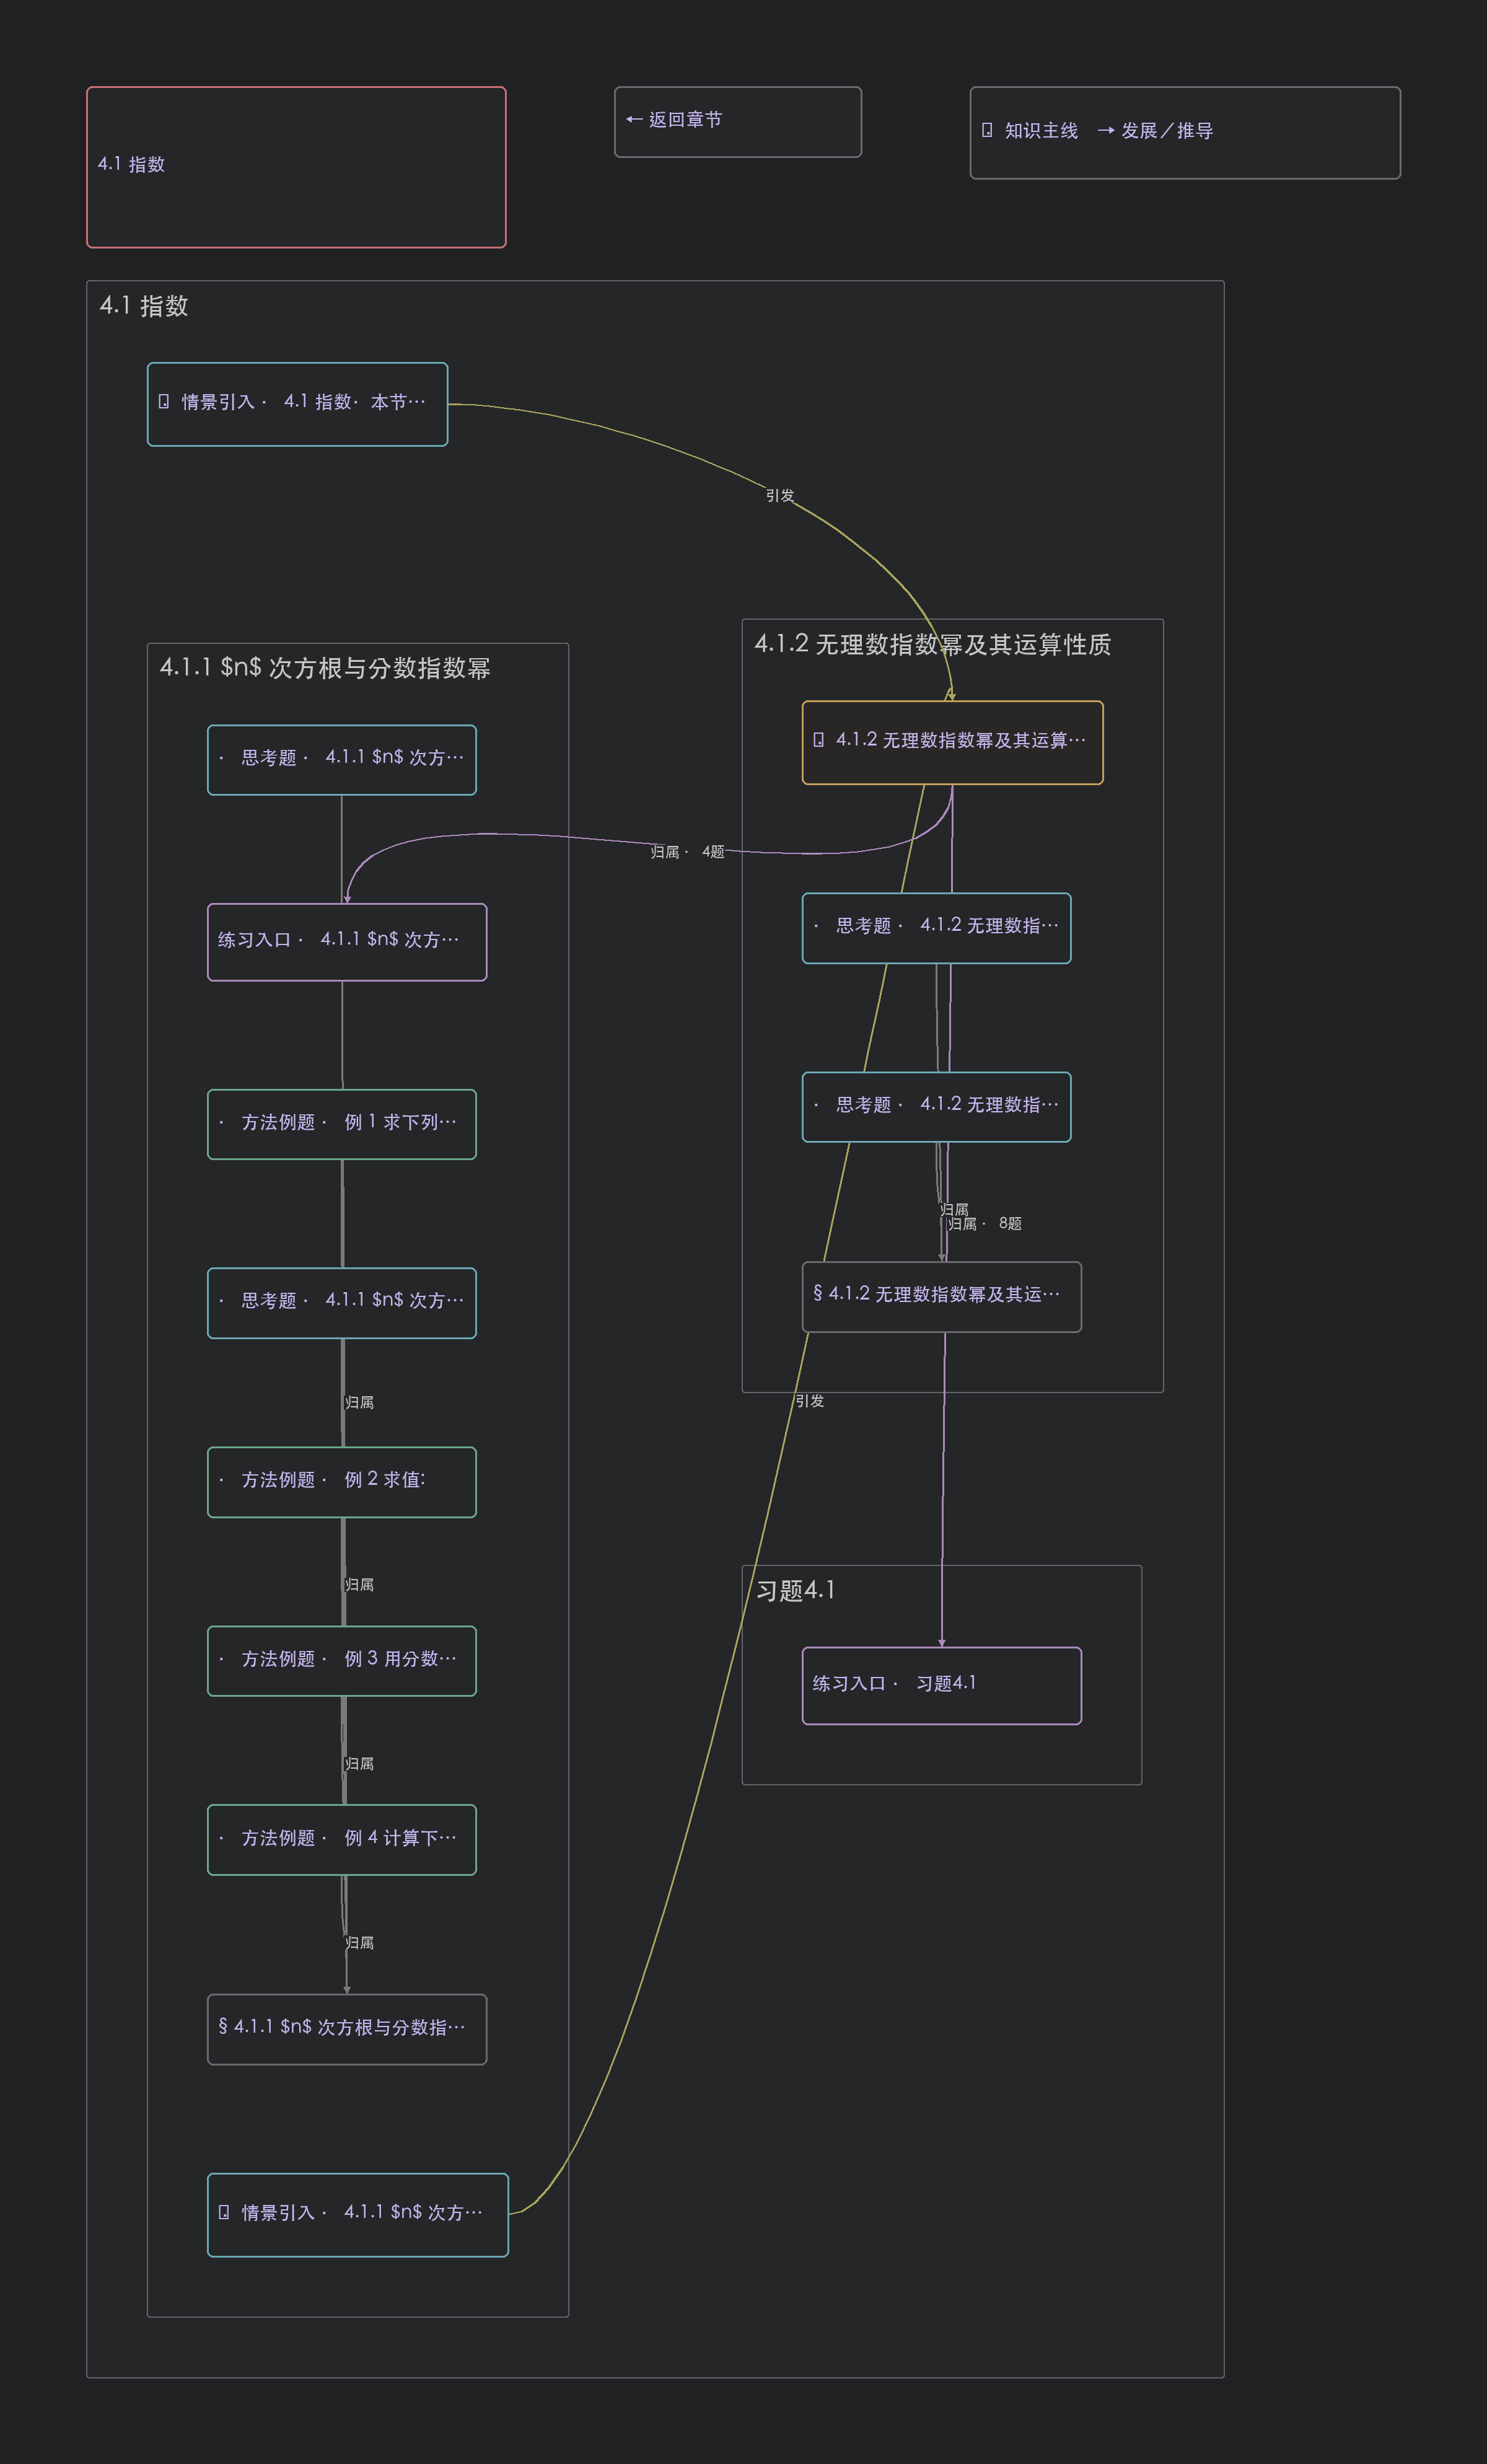 4.1 指数
← 返回章节
知识主线 → 发展／推导
4.1 指数
情景引入 · 4.1 指数· 本节…
引发
4.1.1 $n$ 次方根与分数指数幂
· 思考题 · 4.1.1 $n$ 次方…
归属 · 4题
练习入口 · 4.1.1 $n$ 次方…
· 方法例题 · 例 1 求下列…
· 思考题 · 4.1.1 $n$ 次方…
归属
· 方法例题 · 例 2 求值:
归属
· 方法例题 · 例 3 用分数…
归属
· 方法例题 · 例 4 计算下…
归属
§ 4.1.1 $n$ 次方根与分数指…
情景引入 · 4.1.1 $n$ 次方…
4.1.2 无理数指数幂及其运算性质
4.1.2 无理数指数幂及其运算…
· 思考题 · 4.1.2 无理数指…
· 思考题 · 4.1.2 无理数指…
归属
归属 · 8题
§ 4.1.2 无理数指数幂及其运…
引发
习题4.1
练习入口 · 习题4.1